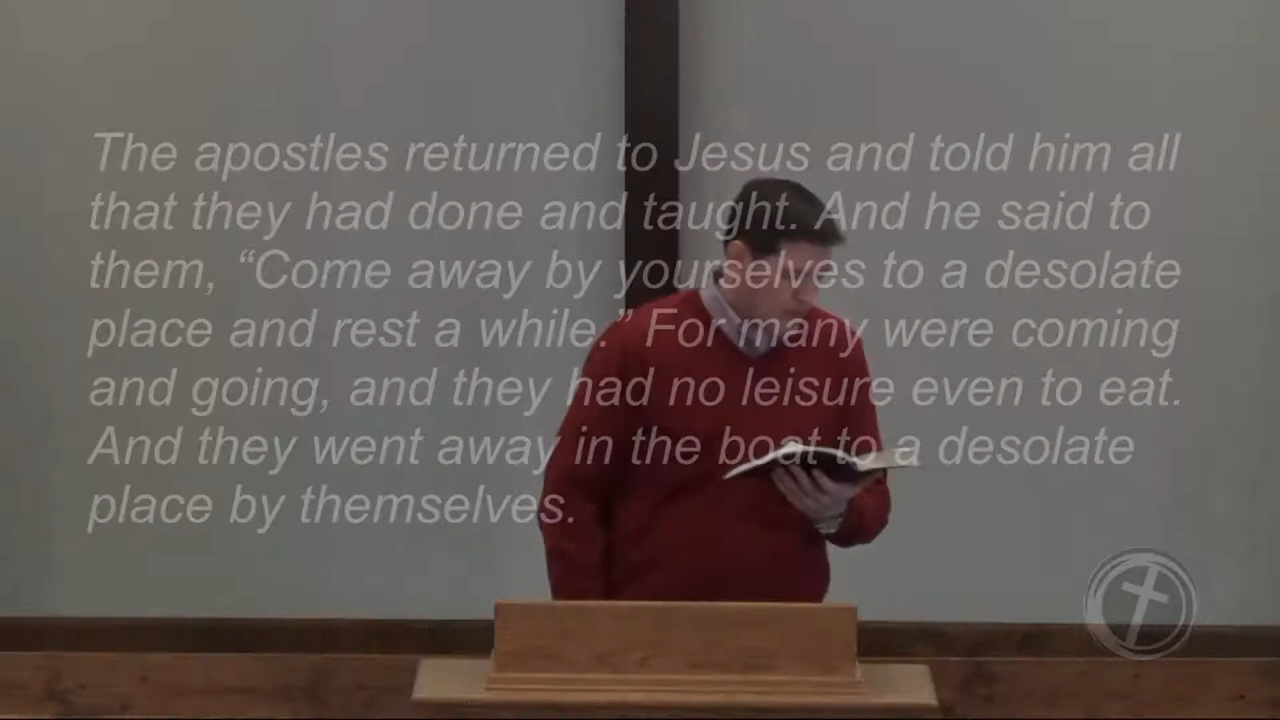 The apostles returned to Jesus and told him all
that they had done and taught. And he said to
them, “Come away by yourselves to a desolate
place and rest a while.” For many were coming
and going, and they had no leisure even to eat.
And they went away in the boat to a desolate
place by themselves.